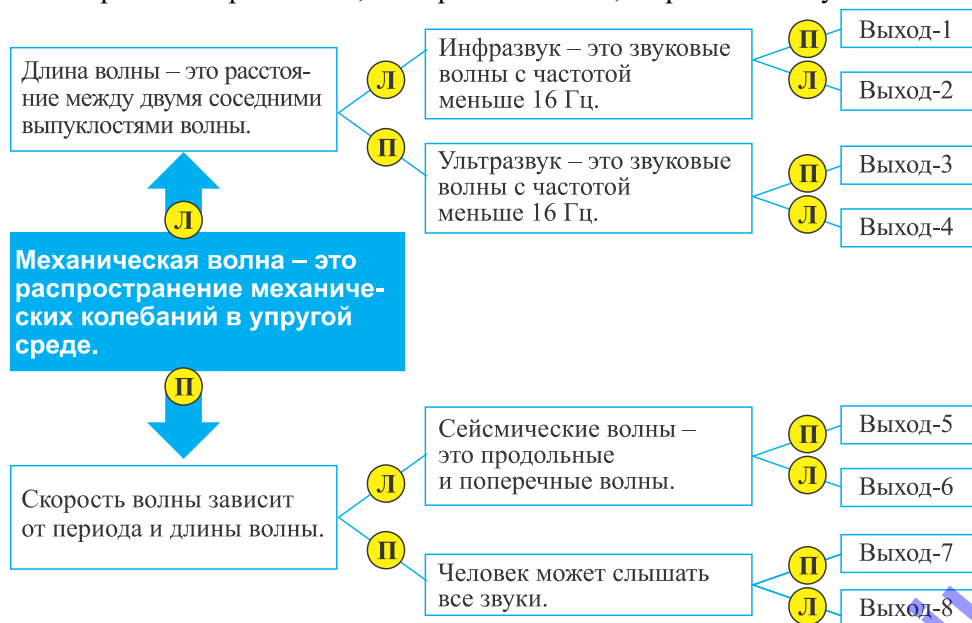 Длина волны – это расстоя-
ние между двумя соседними
выпуклостями волны.
Л
П
Инфразвук – это звуковые
волны с частотой
меньше 16 Гц.
П
Л
Выход-1
Выход-2
Ультразвук – это звуковые
волны с частотой
меньше 16 Гц.
П
Л
Выход-3
Выход-4
Л
Механическая волна – это
распространение механиче-
ских колебаний в упругой
среде.
П
Скорость волны зависит
от периода и длины волны.
Л
П
Сейсмические волны –
это продольные
и поперечные волны.
П
Л
Выход-5
Выход-6
Человек может слышать
все звуки.
П
Л
Выход-7
Выход-8